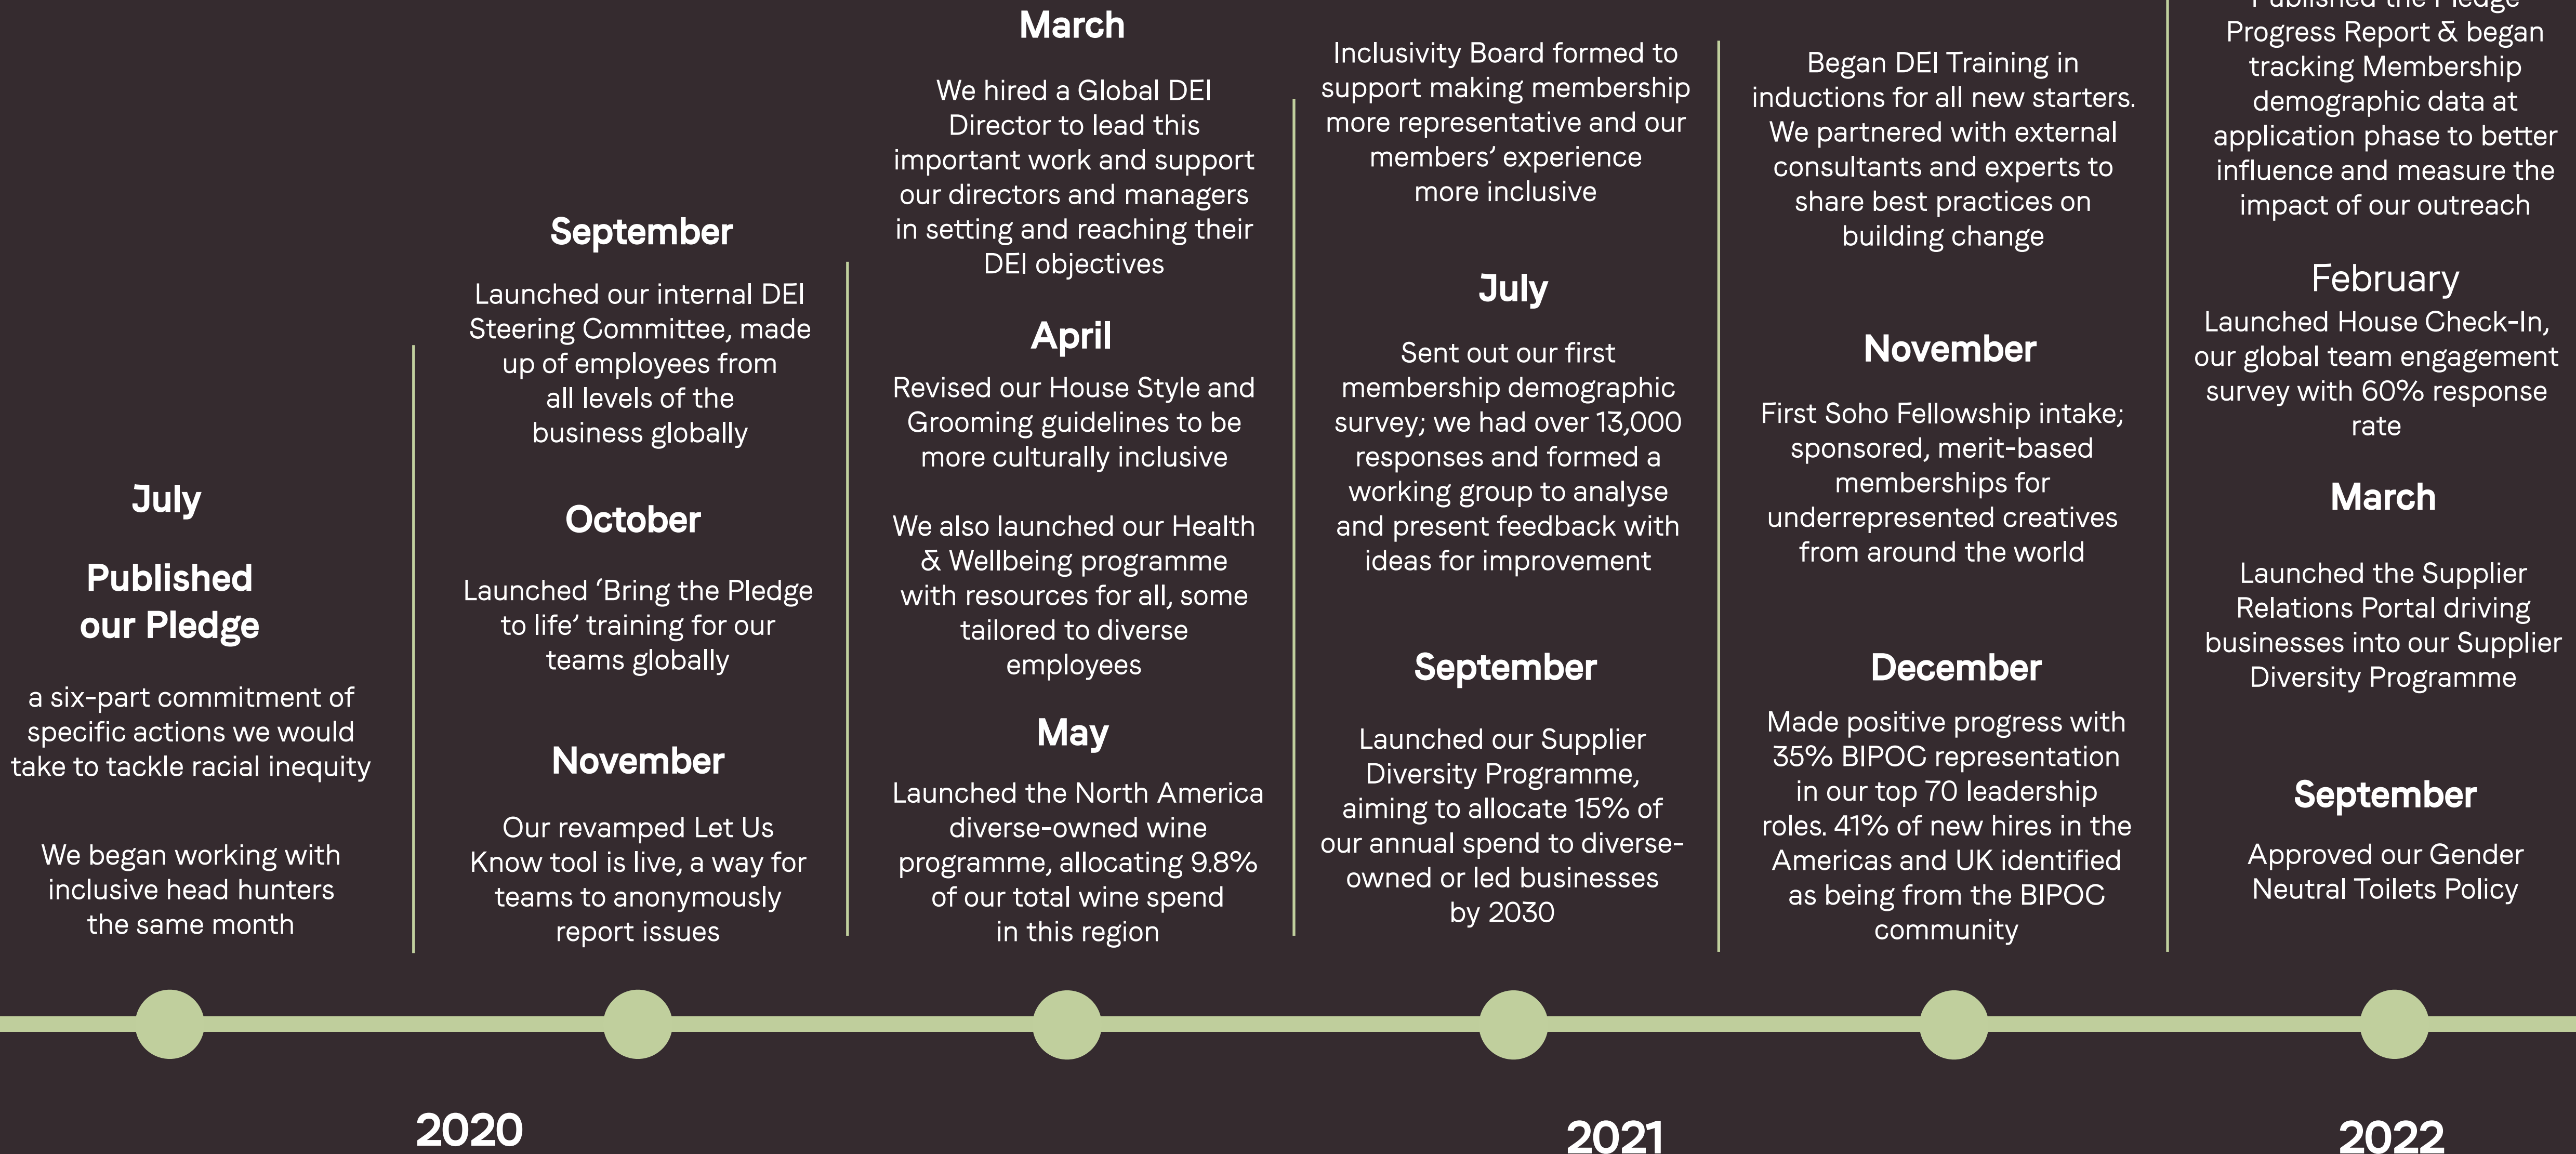 July
Published
our Pledge
a six-part commitment of
specific actions we would
take to tackle racial inequity
We began working with
inclusive head hunters
the same month
September
Launched our internal DEI
Steering Committee, made
up of employees from
all levels of the
business globally
October
Launched ‘Bring the Pledge
to life’ training for our
teams globally
November
Our revamped Let Us
Know tool is live, a way for
teams to anonymously
report issues
March
We hired a Global DEI
Director to lead this
important work and support
our directors and managers
in setting and reaching their
DEI objectives
April
Revised our House Style and
Grooming guidelines to be
more culturally inclusive
We also launched our Health
& Wellbeing programme
with resources for all, some
tailored to diverse
employees
May
Launched the North America
diverse-owned wine
programme, allocating 9.8%
of our total wine spend
in this region
Inclusivity Board formed to
support making membership
more representative and our
members’ experience
more inclusive
July
Sent out our first
membership demographic
survey; we had over 13,000
responses and formed a
working group to analyse
and present feedback with
ideas for improvement
September
Launched our Supplier
Diversity Programme,
aiming to allocate 15% of
our annual spend to diverse-
owned or led businesses
by 2030
Began DEI Training in
inductions for all new starters.
We partnered with external
consultants and experts to
share best practices on
building change
November
First Soho Fellowship intake;
sponsored, merit-based
memberships for
underrepresented creatives
from around the world
December
Made positive progress with
35% BIPOC representation
in our top 70 leadership
roles. 41% of new hires in the
Americas and UK identified
as being from the BIPOC
community
Published the Pledge
Progress Report & began
tracking Membership
demographic data at
application phase to better
influence and measure the
impact of our outreach
February
Launched House Check-In,
our global team engagement
survey with 60% response
rate
March
Launched the Supplier
Relations Portal driving
businesses into our Supplier
Diversity Programme
September
Approved our Gender
Neutral Toilets Policy
2020
2021
2022